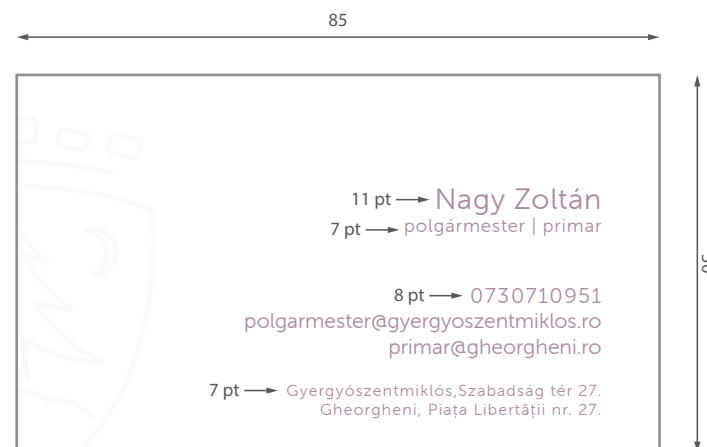 85
11 pt Nagy Zoltán
7 pt polgármester | primar
8 pt 0730710951
polgarmester@gyergyoszentmiklos.ro
primar@gheorgheni.ro
7 pt Gyergyószentmiklós,Szabadság tér 27.
Gheorgheni, Piața Libertății nr. 27.